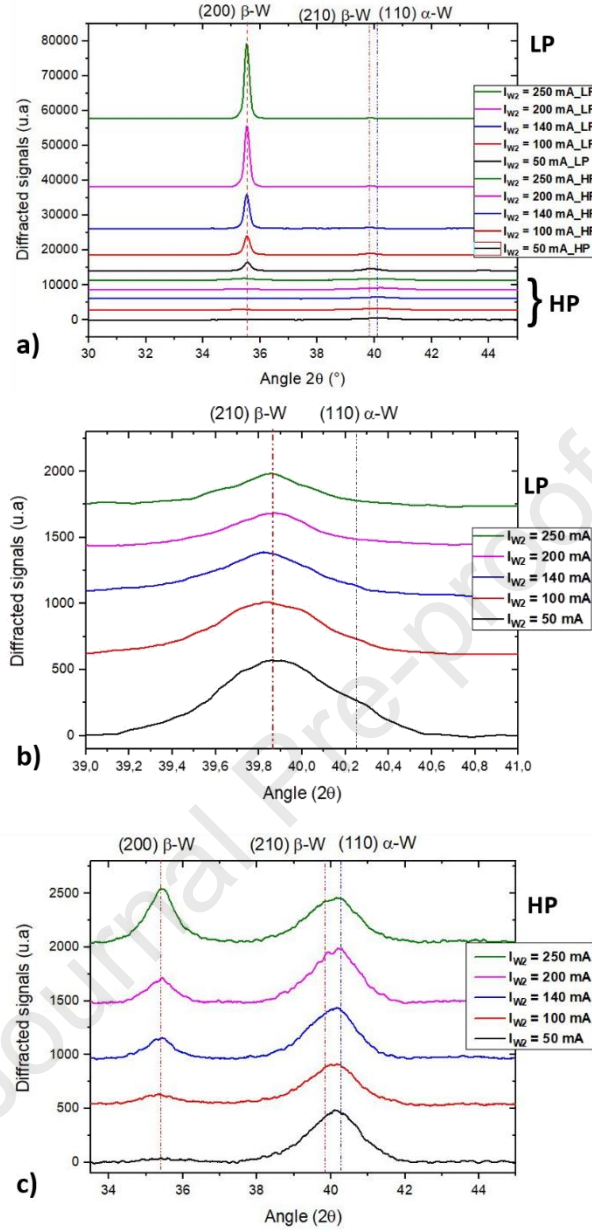 (200) β-W (210) β-W (110) α-W
LP
80000
70000
60000
50000
40000
30000
20000
10000
0
Diffracted signals (u.a)
I_W2 = 250 mA_LP
I_W2 = 200 mA_LP
I_W2 = 140 mA_LP
I_W2 = 100 mA_LP
I_W2 = 50 mA_LP
I_W2 = 250 mA_HP
I_W2 = 200 mA_HP
I_W2 = 140 mA_HP
I_W2 = 100 mA_HP
I_W2 = 50 mA_HP
} HP
30 32 34 36 38 40 42 44
a)
Angle 2θ (°)
(210) β-W (110) α-W
LP
2000
1500
1000
500
0
Diffracted signals (u.a)
I_W2 = 250 mA
I_W2 = 200 mA
I_W2 = 140 mA
I_W2 = 100 mA
I_W2 = 50 mA
39,0 39,2 39,4 39,6 39,8 40,0 40,2 40,4 40,6 40,8 41,0
b)
Angle (2θ)
(200) β-W (210) β-W (110) α-W
HP
2500
2000
1500
1000
500
0
Diffracted signals (u.a)
I_W2 = 250 mA
I_W2 = 200 mA
I_W2 = 140 mA
I_W2 = 100 mA
I_W2 = 50 mA
34 36 38 40 42 44
c)
Angle (2θ)
Journal Pre-proof